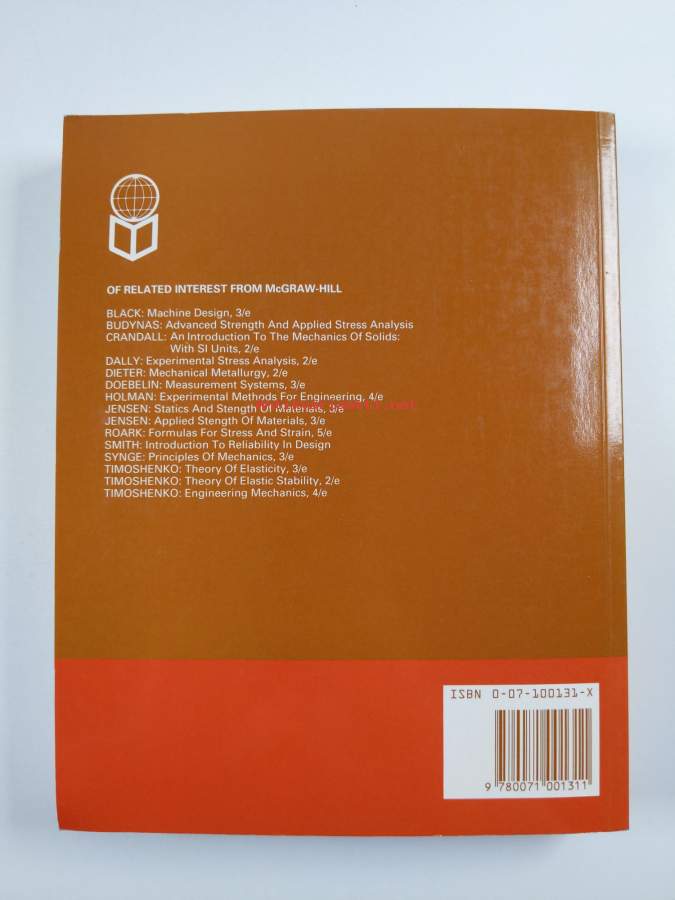 OF RELATED INTEREST FROM McGRAW-HILL
BLACK: Machine Design, 3/e
BUDYNAS: Advanced Strength And Applied Stress Analysis
CRANDALL: An Introduction To The Mechanics Of Solids:
With SI Units, 2/e
DALLY: Experimental Stress Analysis, 2/e
DIETER: Mechanical Metallurgy, 2/e
DOEBELIN: Measurement Systems, 3/e
HOLMAN: Experimental Methods For Engineering, 4/e
JENSEN: Statics And Stength Of Materials, 3/e
JENSEN: Applied Stength Of Materials, 3/e
ROARK: Formulas For Stress And Strain, 5/e
SMITH: Introduction To Reliability In Design
SYNGE: Principles Of Mechanics, 3/e
TIMOSHENKO: Theory Of Elasticity, 3/e
TIMOSHENKO: Theory Of Elastic Stability, 2/e
TIMOSHENKO: Engineering Mechanics, 4/e
ISBN 0-07-100131-X
9 780071 001311